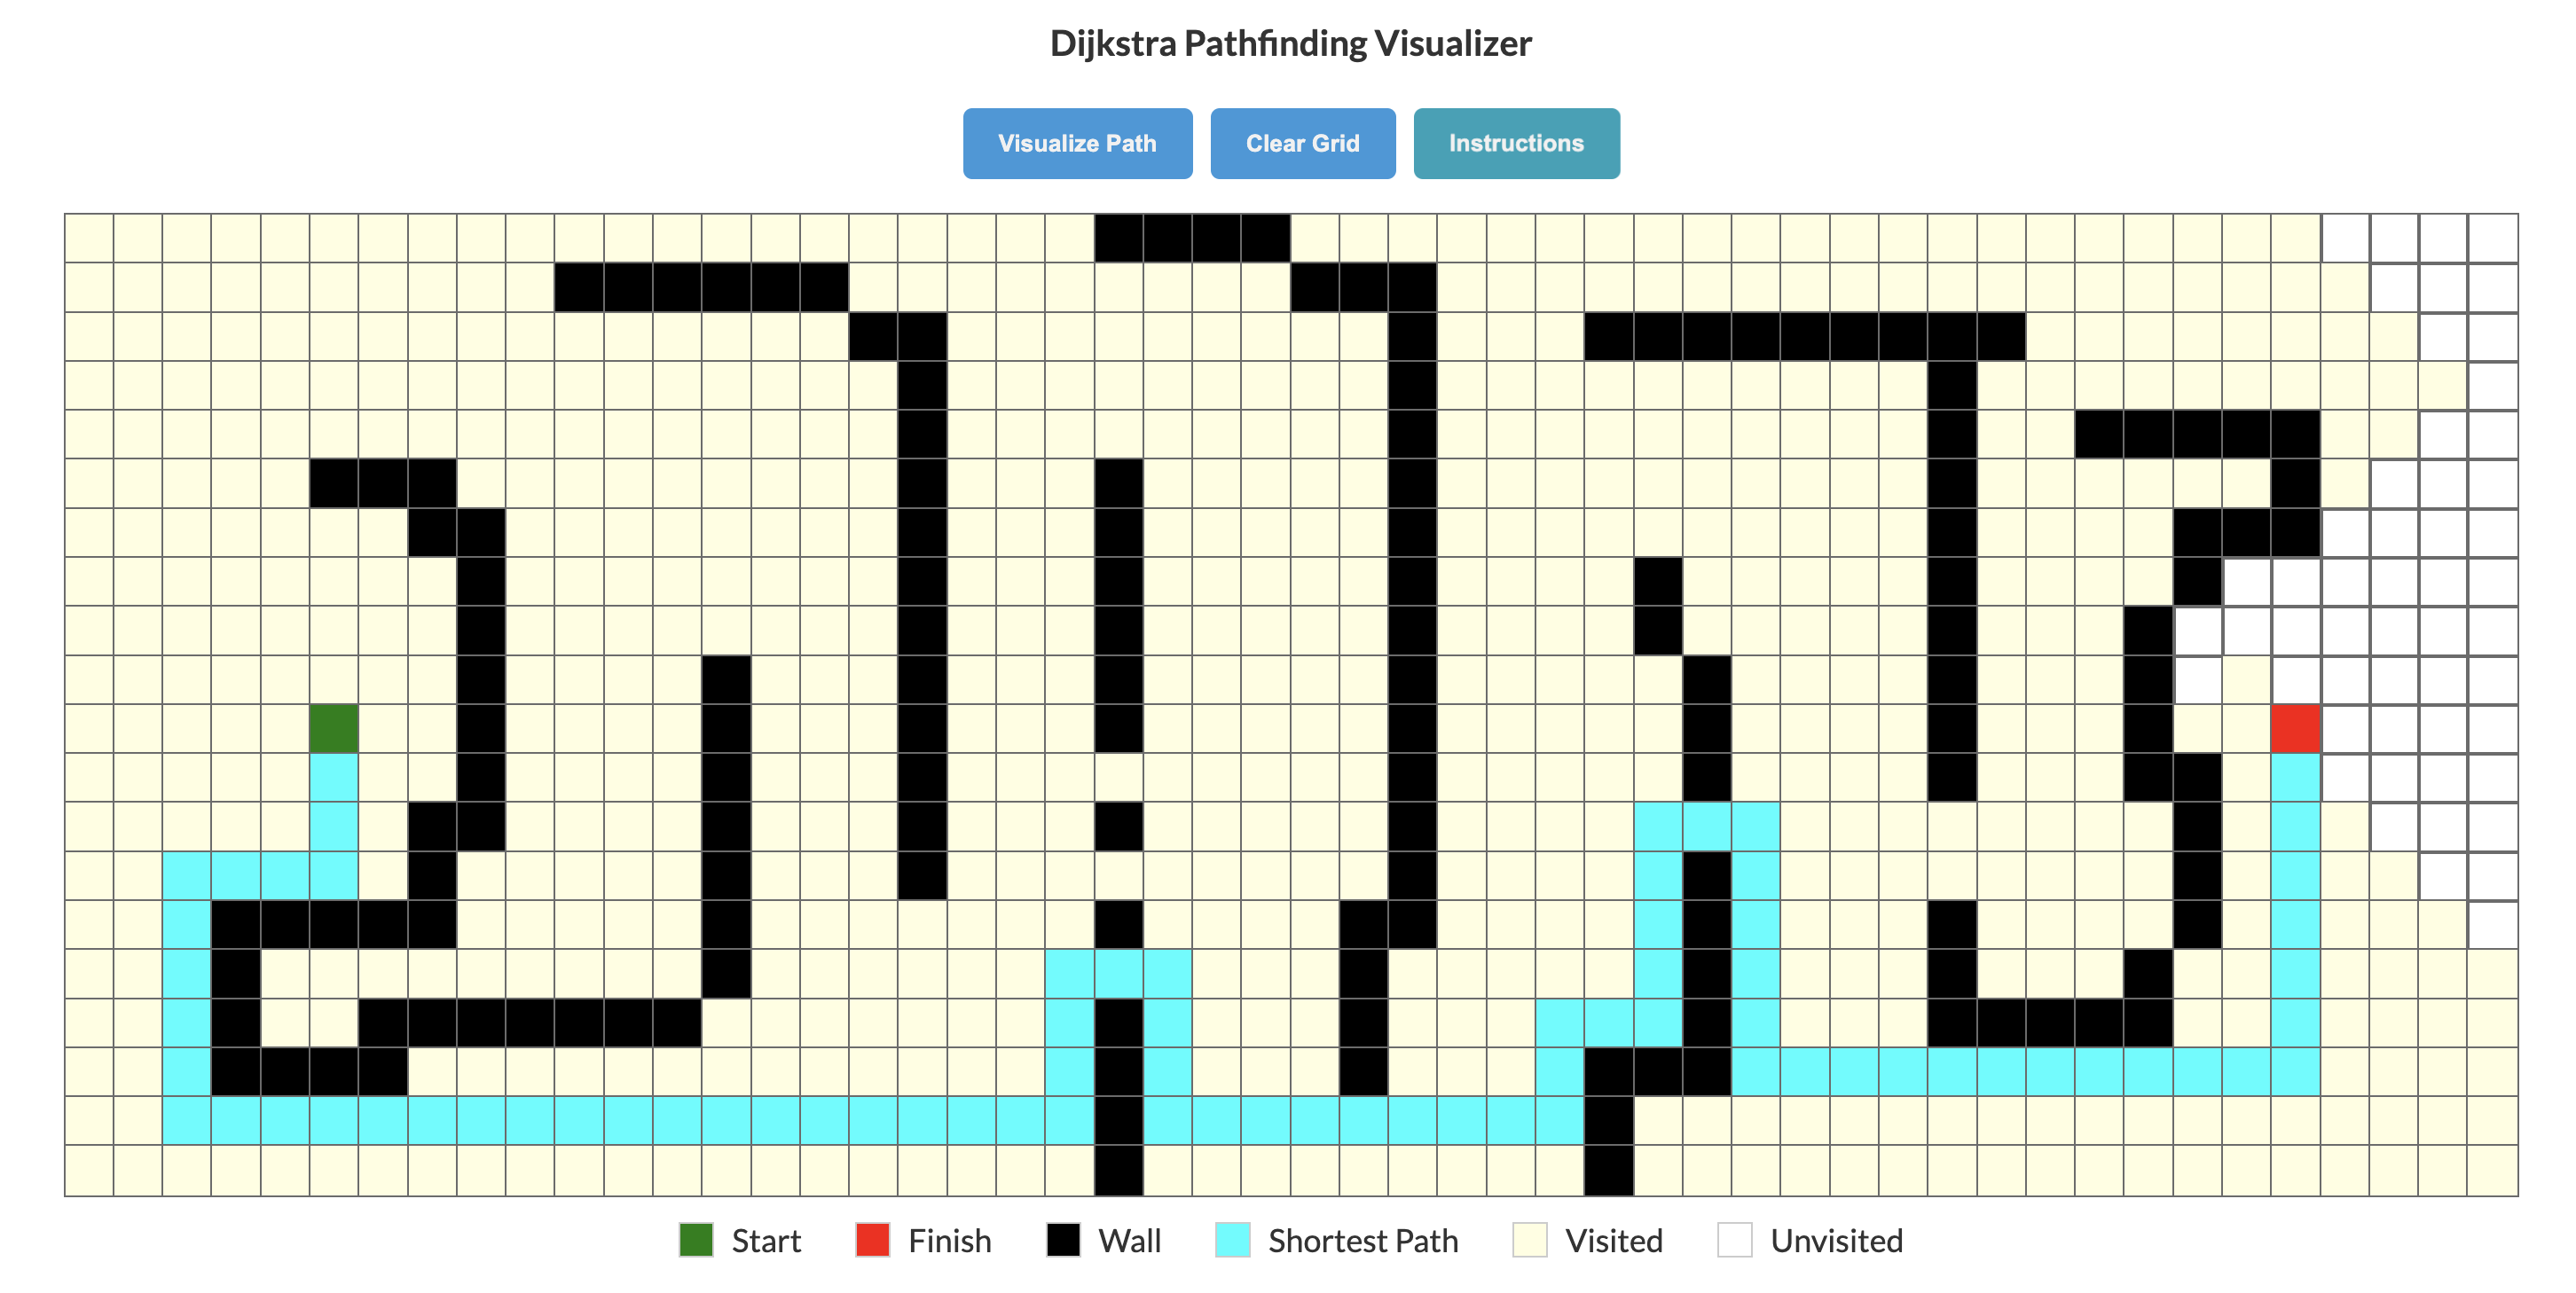 Dijkstra Pathfinding Visualizer
Visualize Path Clear Grid Instructions
Start Finish Wall Shortest Path Visited Unvisited